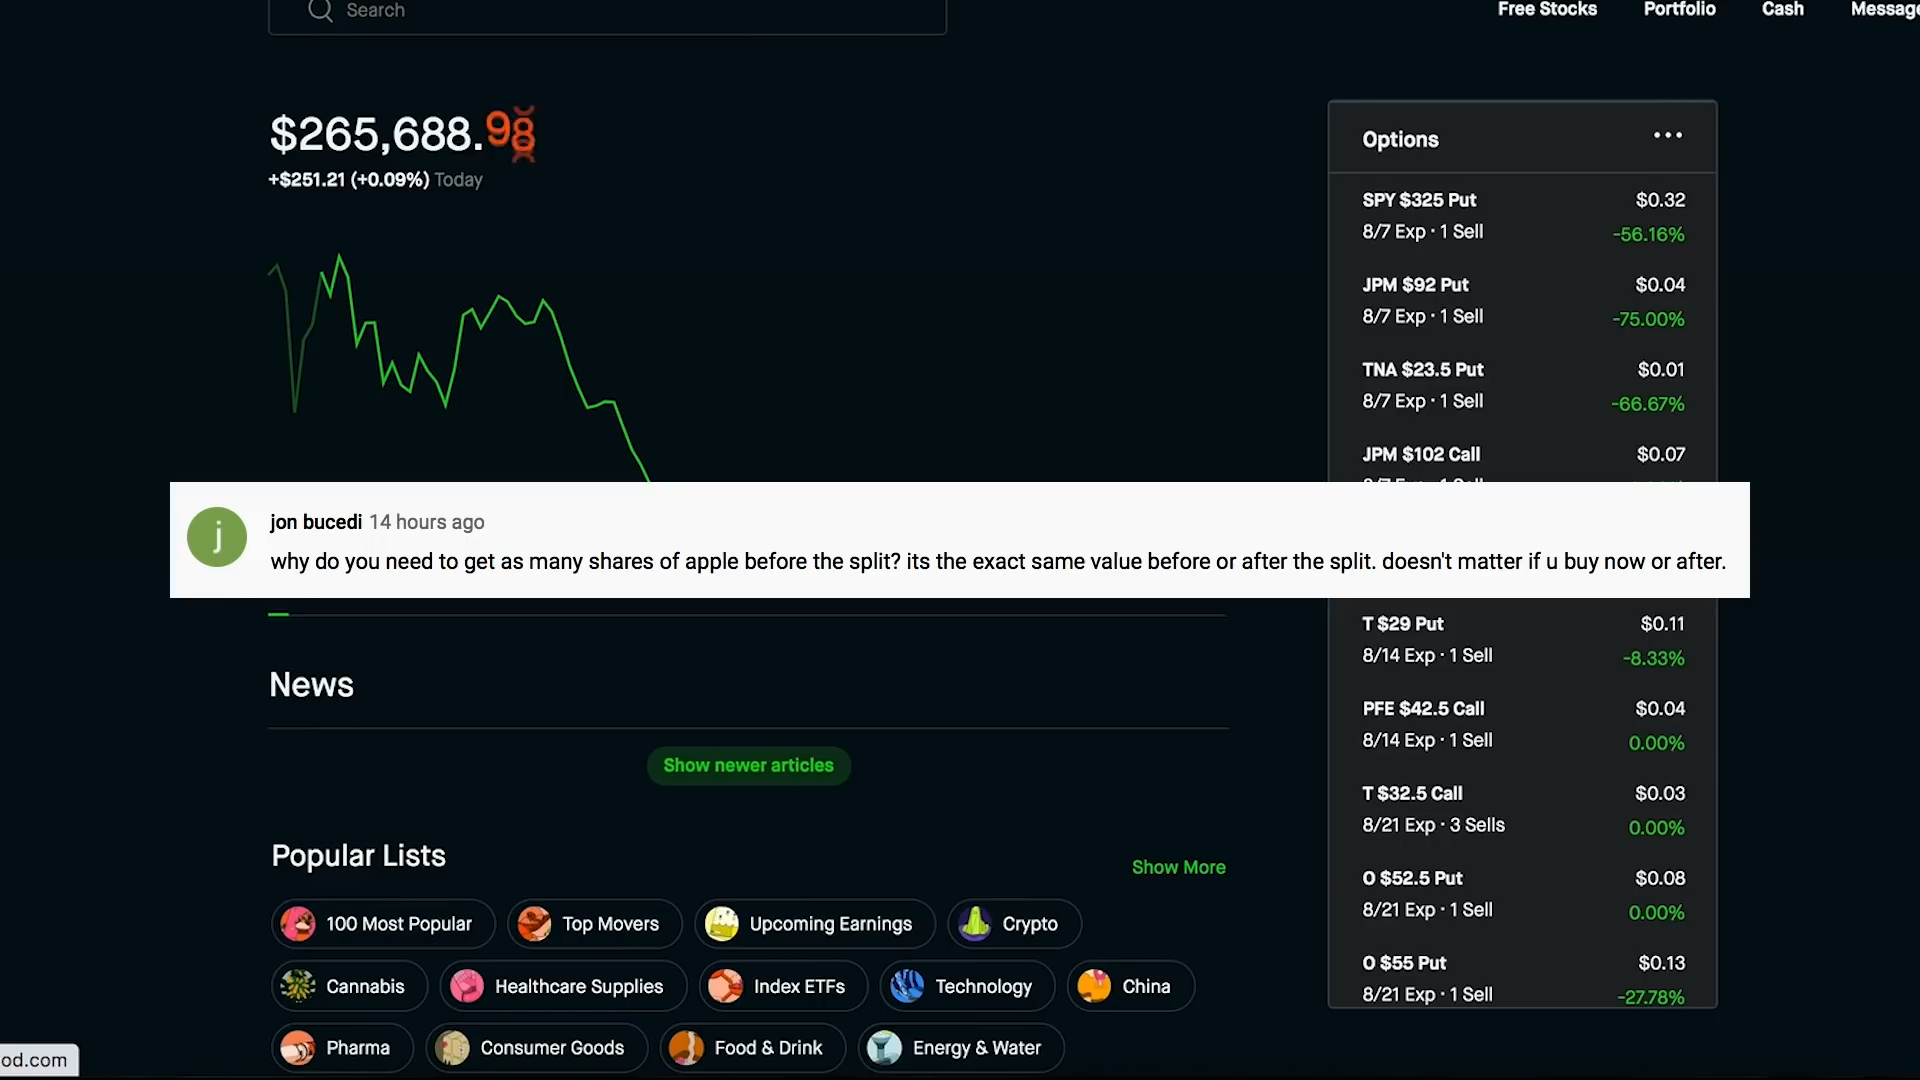 Search
Free Stocks
Portfolio
Cash
Message
$265,688.98
+$251.21 (+0.09%) Today
Options
SPY $325 Put
$0.32
8/7 Exp · 1 Sell
-56.16%
JPM $92 Put
$0.04
8/7 Exp · 1 Sell
-75.00%
TNA $23.5 Put
$0.01
8/7 Exp · 1 Sell
-66.67%
JPM $102 Call
$0.07
jon bucedi 14 hours ago
why do you need to get as many shares of apple before the split? its the exact same value before or after the split. doesn't matter if u buy now or after.
j
T $29 Put
$0.11
8/14 Exp · 1 Sell
-8.33%
PFE $42.5 Call
$0.04
8/14 Exp · 1 Sell
0.00%
T $32.5 Call
$0.03
8/21 Exp · 3 Sells
0.00%
O $52.5 Put
$0.08
8/21 Exp · 1 Sell
0.00%
O $55 Put
$0.13
8/21 Exp · 1 Sell
-27.78%
News
Show newer articles
Popular Lists
Show More
100 Most Popular
Top Movers
Upcoming Earnings
Crypto
Cannabis
Healthcare Supplies
Index ETFs
Technology
China
Pharma
Consumer Goods
Food & Drink
Energy & Water
od.com